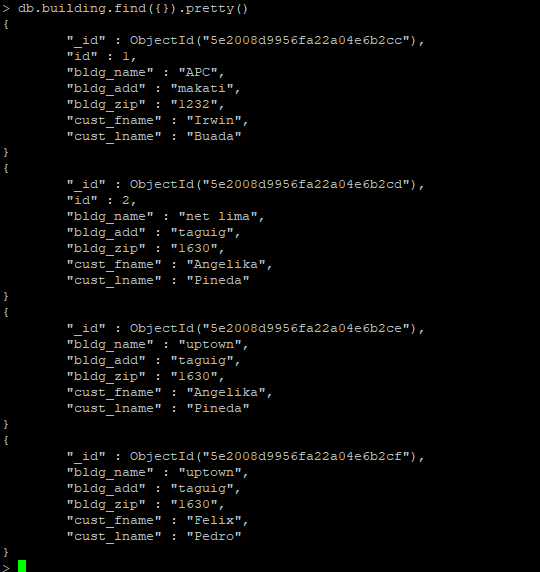 > db.building.find({}).pretty()
{
"_id" : ObjectId("5e2008d9956fa22a04e6b2cc"),
"id" : 1,
"bldg_name" : "APC",
"bldg_add" : "makati",
"bldg_zip" : "1232",
"cust_fname" : "Irwin",
"cust_lname" : "Buada"
}
{
"_id" : ObjectId("5e2008d9956fa22a04e6b2cd"),
"id" : 2,
"bldg_name" : "net lima",
"bldg_add" : "taguig",
"bldg_zip" : "1630",
"cust_fname" : "Angelika",
"cust_lname" : "Pineda"
}
{
"_id" : ObjectId("5e2008d9956fa22a04e6b2ce"),
"bldg_name" : "uptown",
"bldg_add" : "taguig",
"bldg_zip" : "1630",
"cust_fname" : "Angelika",
"cust_lname" : "Pineda"
}
{
"_id" : ObjectId("5e2008d9956fa22a04e6b2cf"),
"bldg_name" : "uptown",
"bldg_add" : "taguig",
"bldg_zip" : "1630",
"cust_fname" : "Felix",
"cust_lname" : "Pedro"
}
>